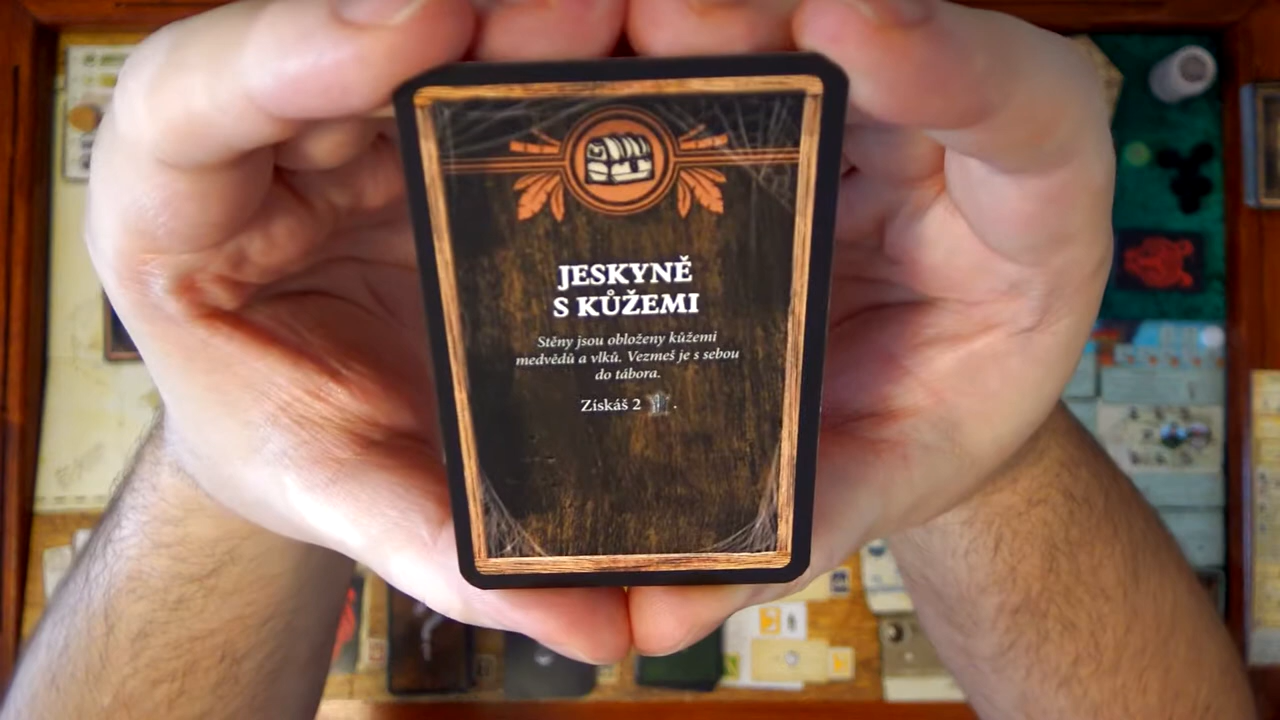 JESKYNĚ
S KŮŽEMI
Stěny jsou obloženy kůžemi
medvědů a vlků. Vezmeš je s sebou
do tábora.
Získáš 2 .